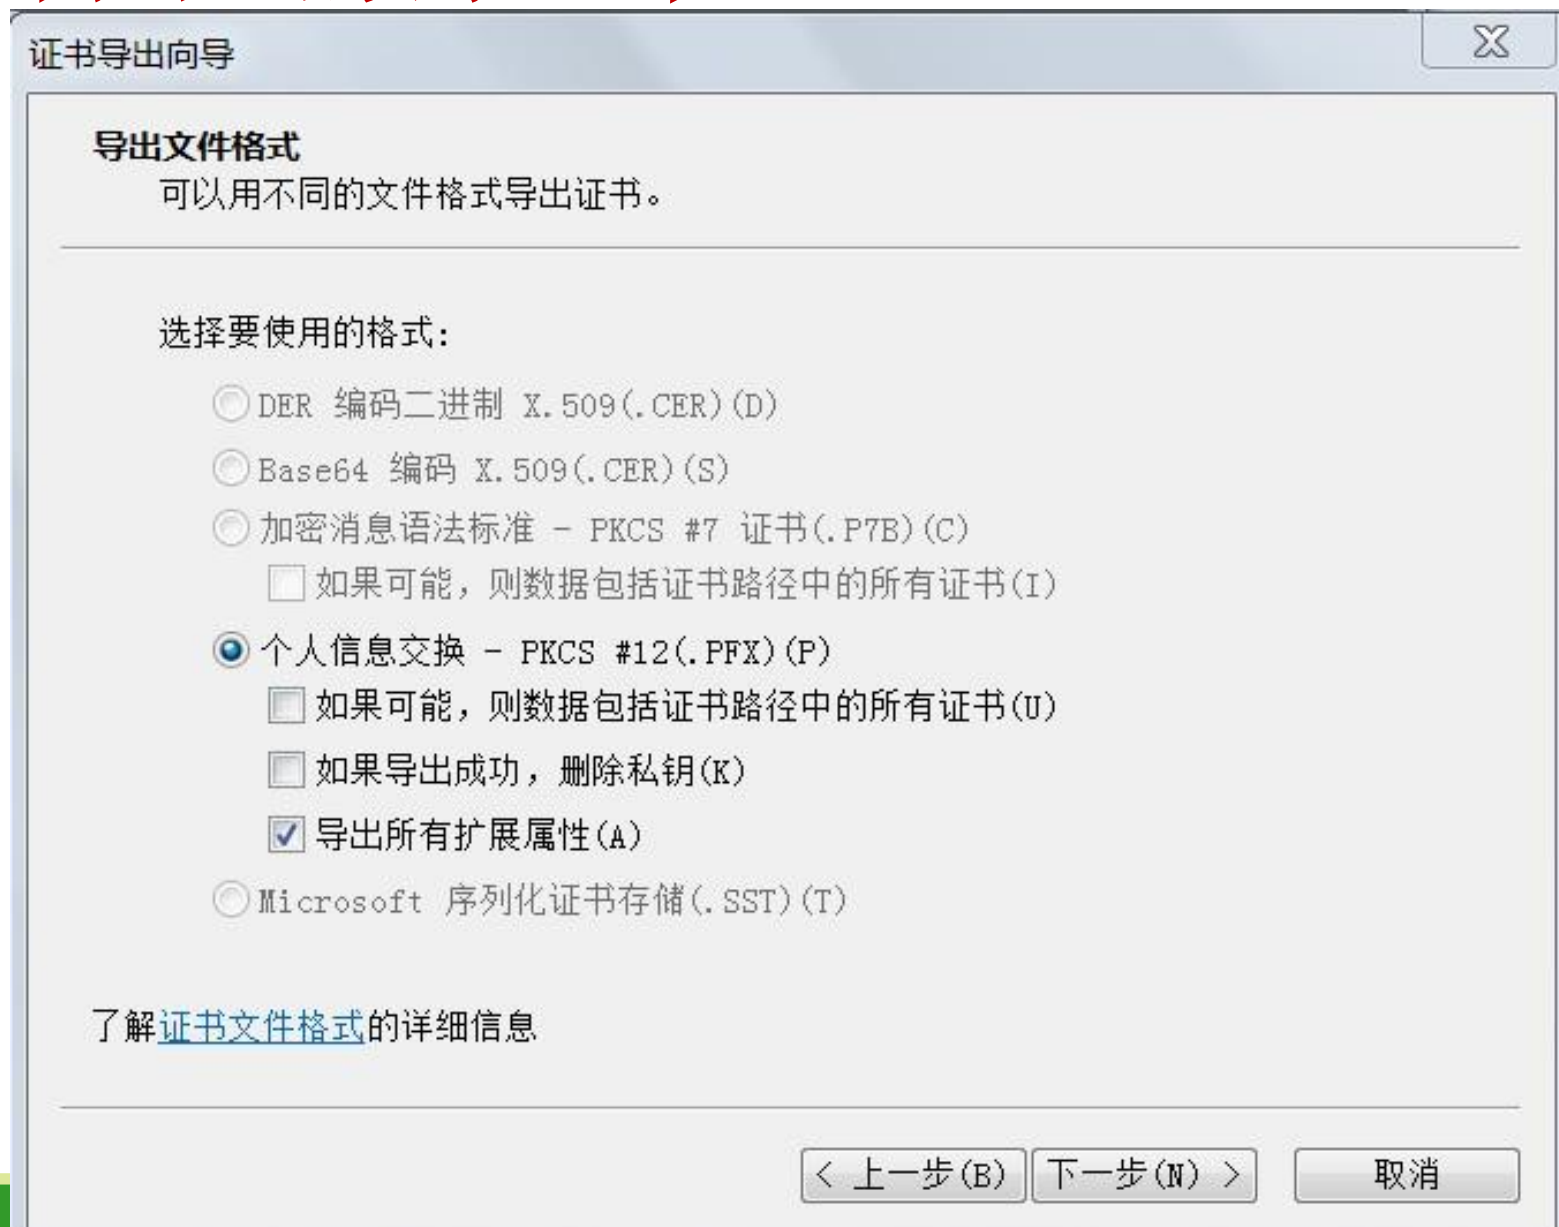 证书导出向导
导出文件格式
可以用不同的文件格式导出证书。
选择要使用的格式:
DER 编码二进制 X.509(.CER)(D)
Base64 编码 X.509(.CER)(S)
加密消息语法标准 - PKCS #7 证书(.P7B)(C)
如果可能，则数据包括证书路径中的所有证书(I)
个人信息交换 - PKCS #12(.PFX)(P)
如果可能，则数据包括证书路径中的所有证书(U)
如果导出成功，删除私钥(K)
导出所有扩展属性(A)
Microsoft 序列化证书存储(.SST)(T)
了解证书文件格式的详细信息
< 上一步(B) 下一步(N) > 取消